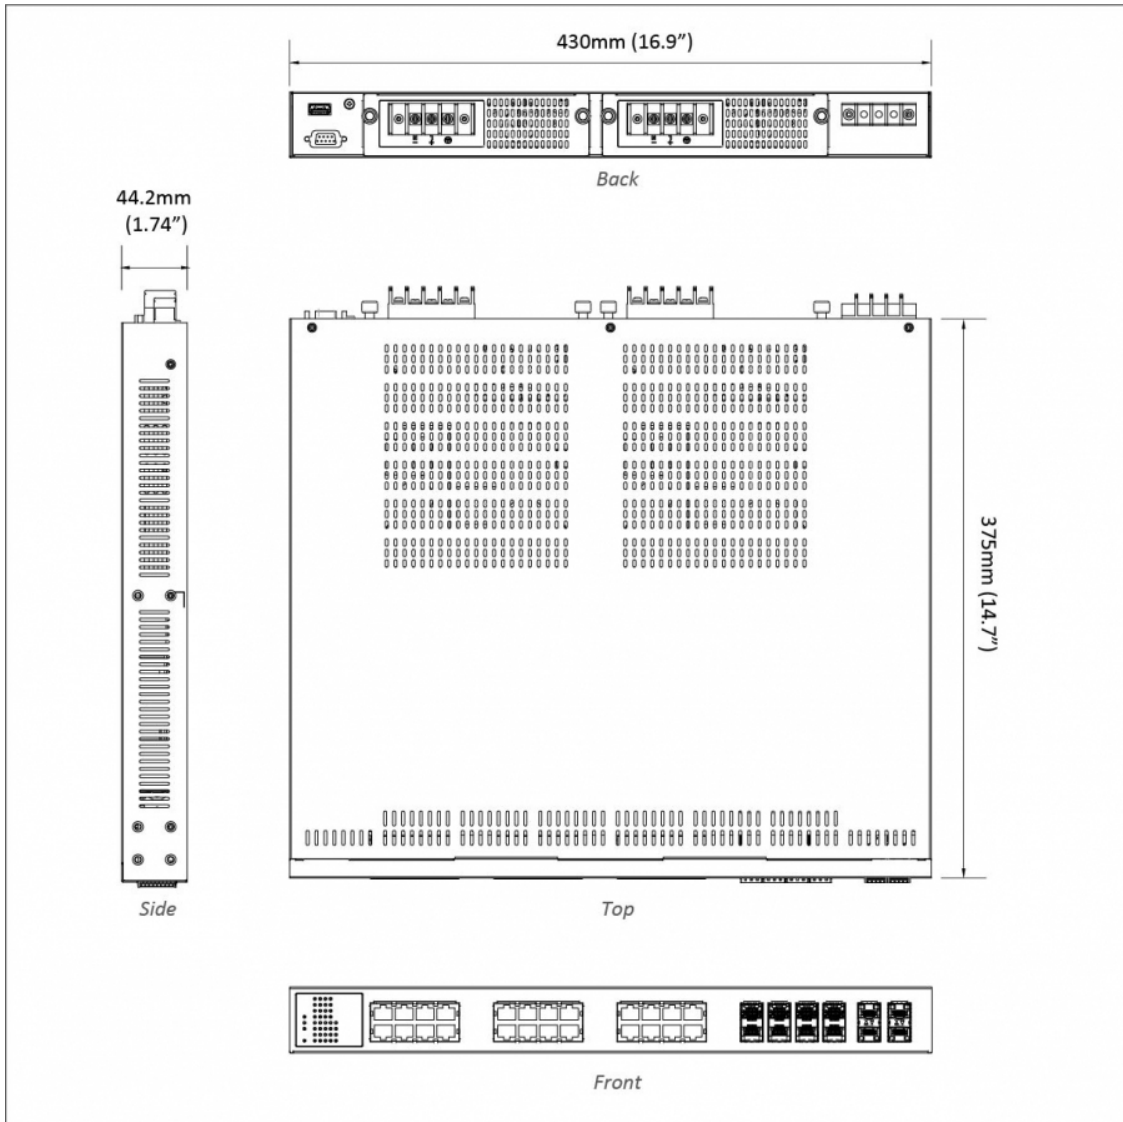 430mm (16.9”)
Back
44.2mm
(1.74”)
375mm (14.7”)
Side
Top
Front